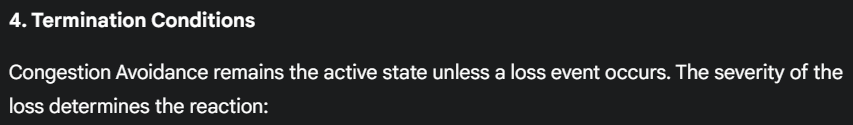 4. Termination Conditions
Congestion Avoidance remains the active state unless a loss event occurs. The severity of the
loss determines the reaction: